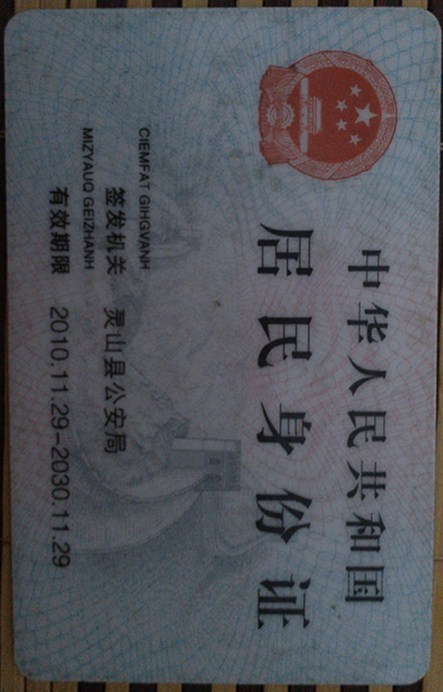 中华人民共和国
居民身份证
CIEMFAT GIHGVANH
签发机关 灵山县公安局
MIZYAUQ GEIZHANH
有效期限 2010.11.29-2030.11.29